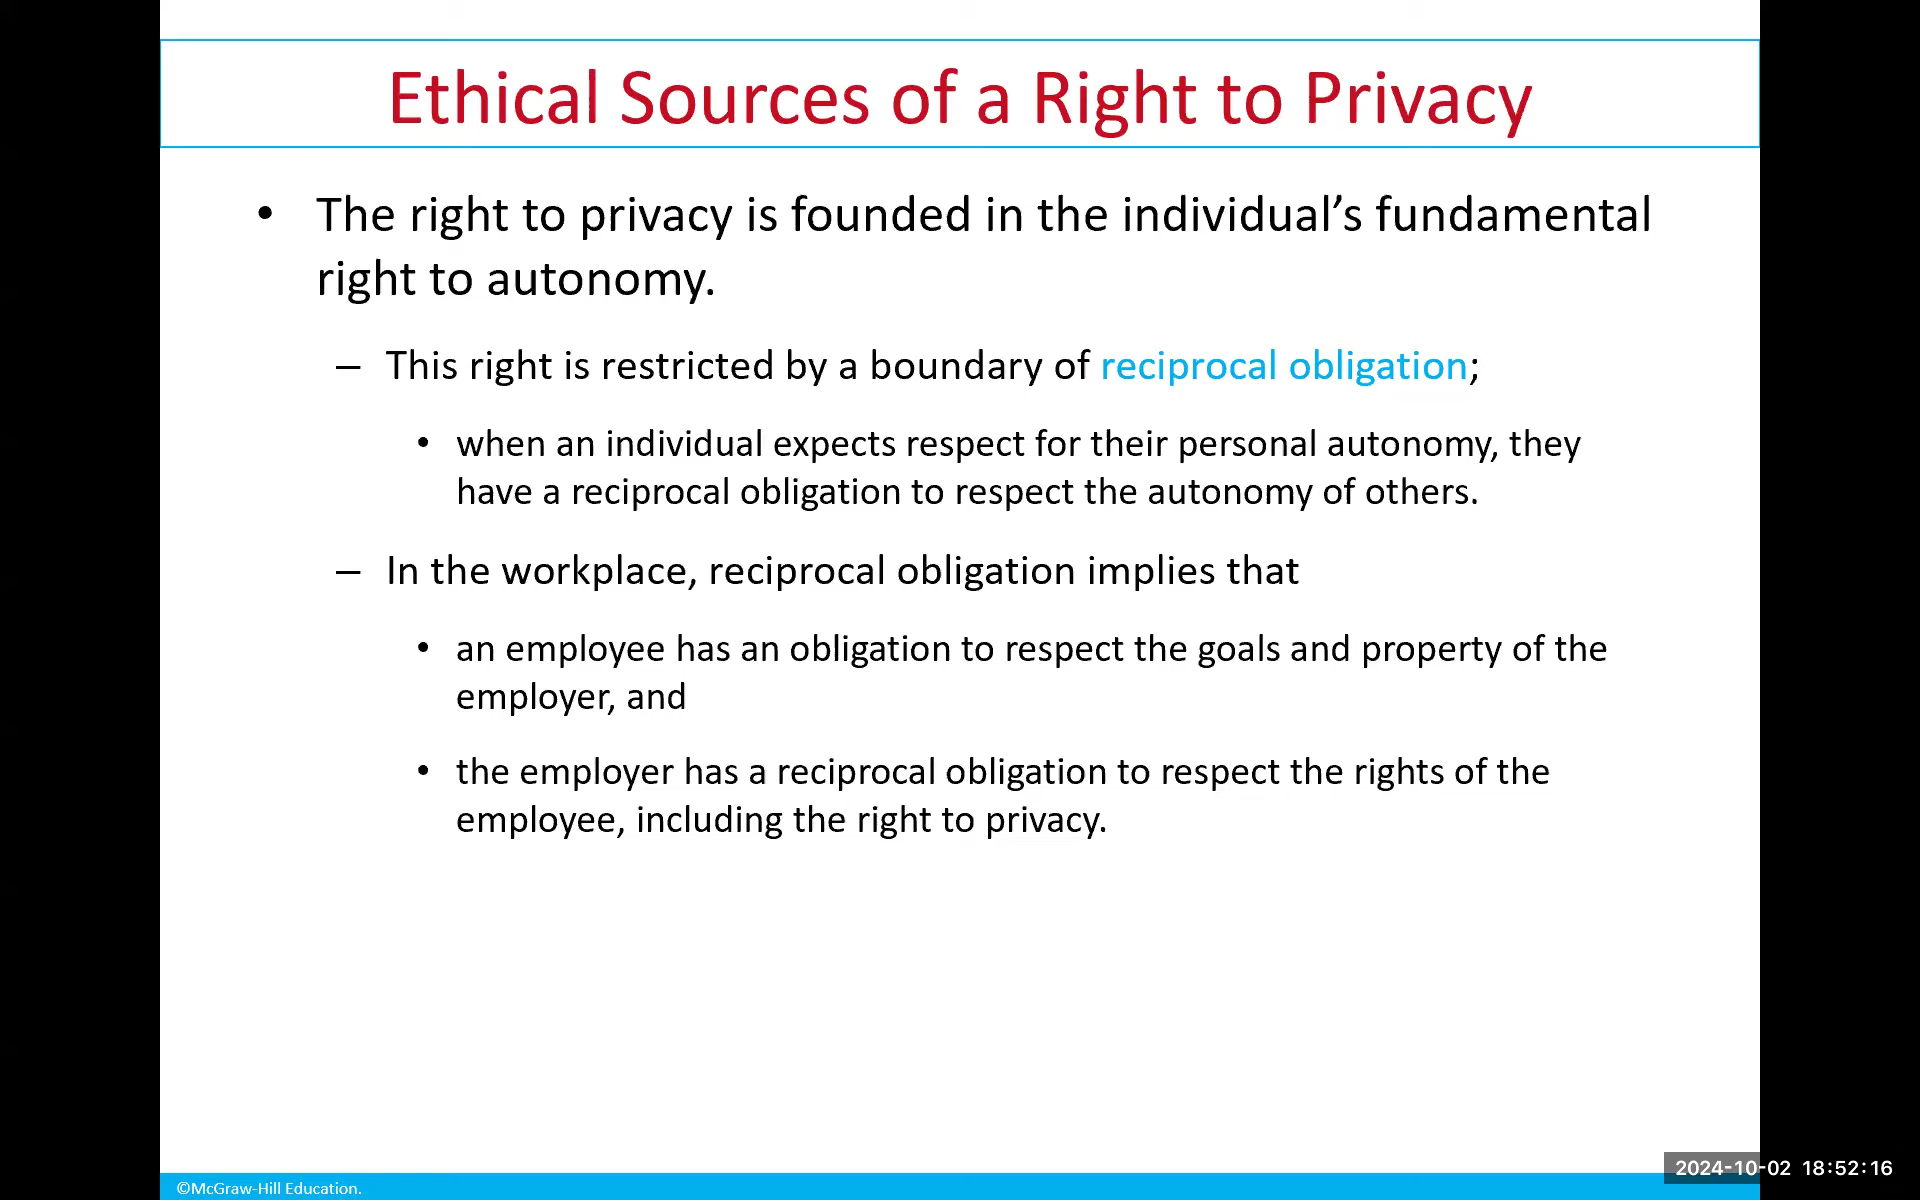 Ethical Sources of a Right to Privacy
• The right to privacy is founded in the individual’s fundamental
right to autonomy.
– This right is restricted by a boundary of reciprocal obligation;
• when an individual expects respect for their personal autonomy, they
have a reciprocal obligation to respect the autonomy of others.
– In the workplace, reciprocal obligation implies that
• an employee has an obligation to respect the goals and property of the
employer, and
• the employer has a reciprocal obligation to respect the rights of the
employee, including the right to privacy.
2024-10-02 18:52:16
©McGraw-Hill Education.